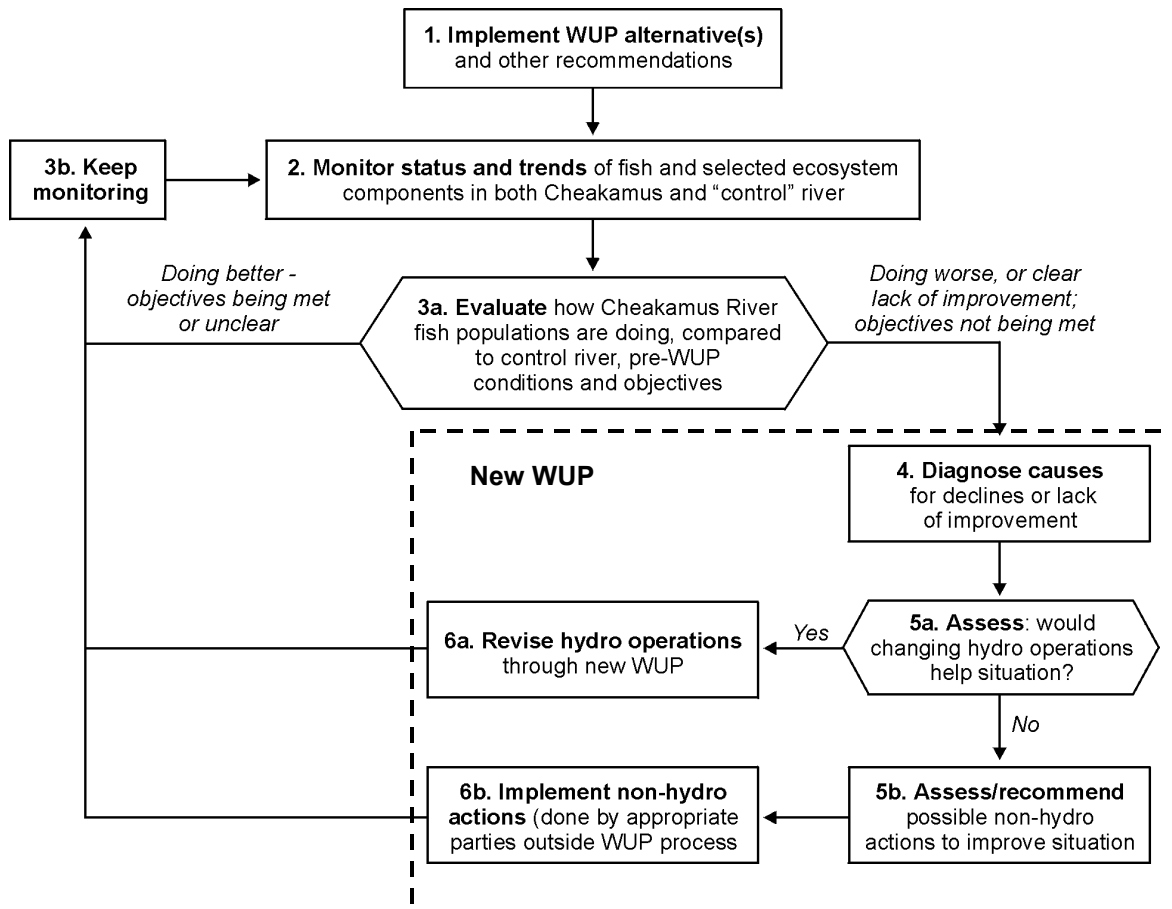 1. Implement WUP alternative(s)
and other recommendations
3b. Keep
monitoring
2. Monitor status and trends of fish and selected ecosystem
components in both Cheakamus and “control” river
Doing better -
objectives being met
or unclear
3a. Evaluate how Cheakamus River
fish populations are doing, compared
to control river, pre-WUP
conditions and objectives
Doing worse, or clear
lack of improvement;
objectives not being met
New WUP
4. Diagnose causes
for declines or lack
of improvement
5a. Assess: would
changing hydro operations
help situation?
Yes
6a. Revise hydro operations
through new WUP
No
5b. Assess/recommend
possible non-hydro
actions to improve situation
6b. Implement non-hydro
actions (done by appropriate
parties outside WUP process